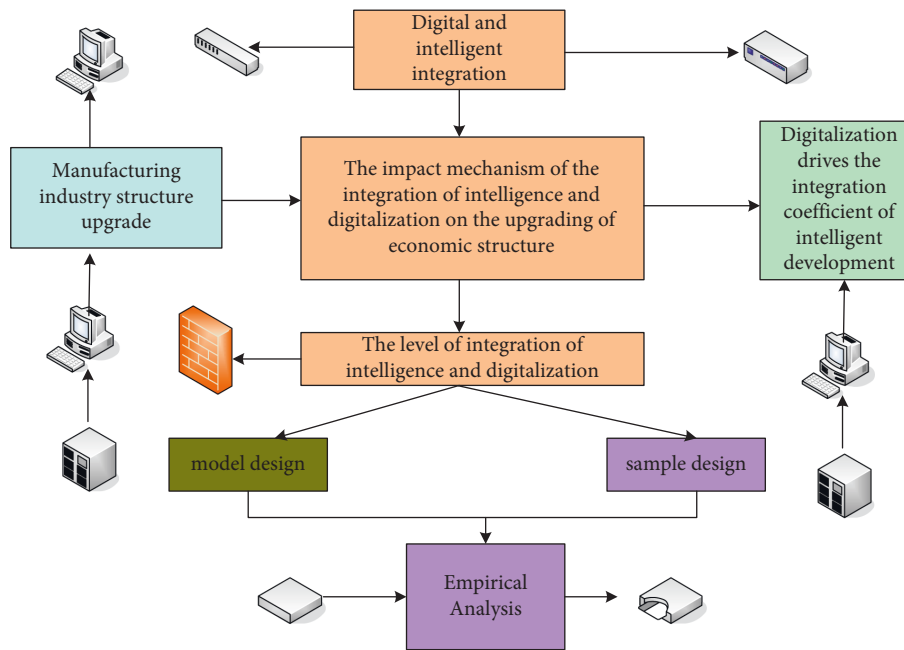 Digital and
intelligent
integration
Manufacturing
industry structure
upgrade
The impact mechanism of the
integration of intelligence and
digitalization on the upgrading of
economic structure
Digitalization
drives the
integration
coefficient of
intelligent
development
The level of integration of
intelligence and digitalization
model design
sample design
Empirical
Analysis